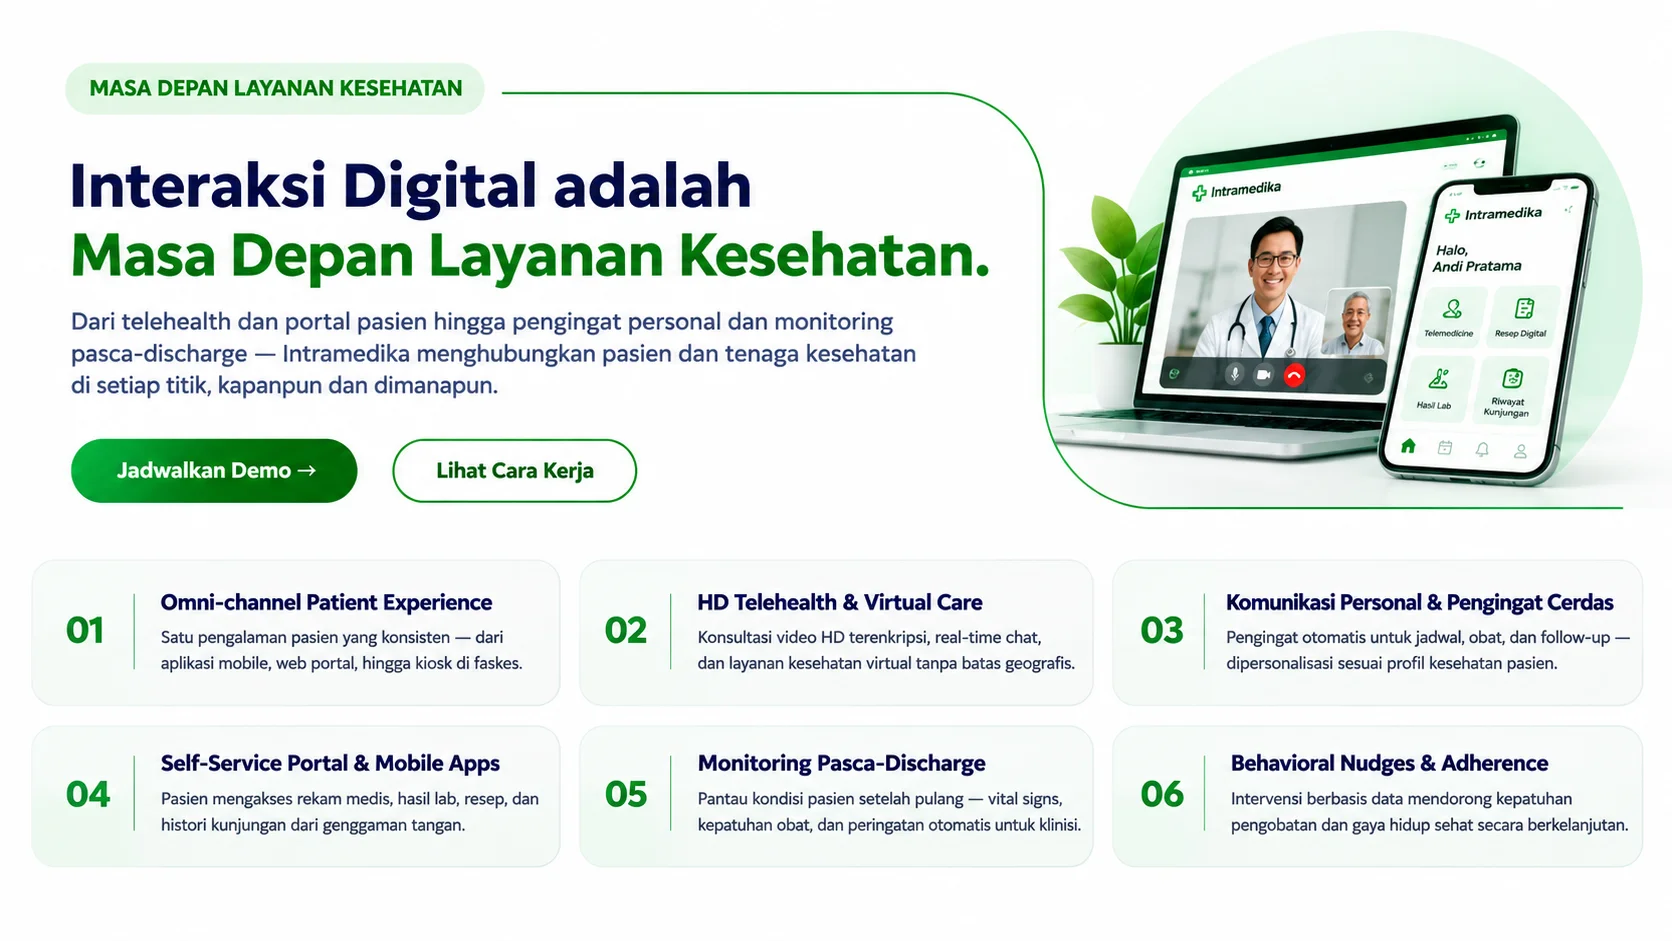 MASA DEPAN LAYANAN KESEHATAN
Interaksi Digital adalah
Masa Depan Layanan Kesehatan.
Dari telehealth dan portal pasien hingga pengingat personal dan monitoring
pasca-discharge — Intramedika menghubungkan pasien dan tenaga kesehatan
di setiap titik, kapanpun dan dimanapun.
Jadwalkan Demo →
Lihat Cara Kerja
Intramedika
Intramedika
Halo,
Andi Pratama
Telemedicine
Resep Digital
Hasil Lab
Riwayat
Kunjungan
01
Omni-channel Patient Experience
Satu pengalaman pasien yang konsisten — dari
aplikasi mobile, web portal, hingga kiosk di faskes.
02
HD Telehealth & Virtual Care
Konsultasi video HD terenkripsi, real-time chat,
dan layanan kesehatan virtual tanpa batas geografis.
03
Komunikasi Personal & Pengingat Cerdas
Pengingat otomatis untuk jadwal, obat, dan follow-up —
dipersonalisasi sesuai profil kesehatan pasien.
04
Self-Service Portal & Mobile Apps
Pasien mengakses rekam medis, hasil lab, resep, dan
histori kunjungan dari genggaman tangan.
05
Monitoring Pasca-Discharge
Pantau kondisi pasien setelah pulang — vital signs,
kepatuhan obat, dan peringatan otomatis untuk klinisi.
06
Behavioral Nudges & Adherence
Intervensi berbasis data mendorong kepatuhan
pengobatan dan gaya hidup sehat secara berkelanjutan.